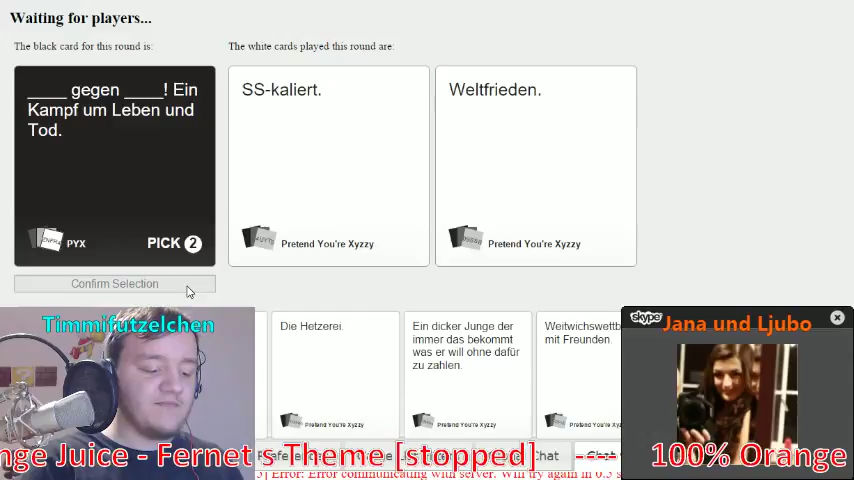 Waiting for players...
The black card for this round is:
The white cards played this round are:
____ gegen ____! Ein
Kampf um Leben und
Tod.
PYX
PICK 2
SS-kaliert.
Pretend You're Xyzzy
Weltfrieden.
Pretend You're Xyzzy
Confirm Selection
Timmifutzelchen
Die Hetzerei.
Pretend You're Xyzzy
Ein dicker Junge der
immer das bekommt
was er will ohne dafür
zu zahlen.
Pretend You're Xyzzy
mit Freunden.
Pretend You're Xyzzy
skype
Jana und Ljubo
nge Juice - Fernet s Theme [stopped] ---- 100% Orange
Chat
Error: Error communicating with server. Will try again in 0.5 s